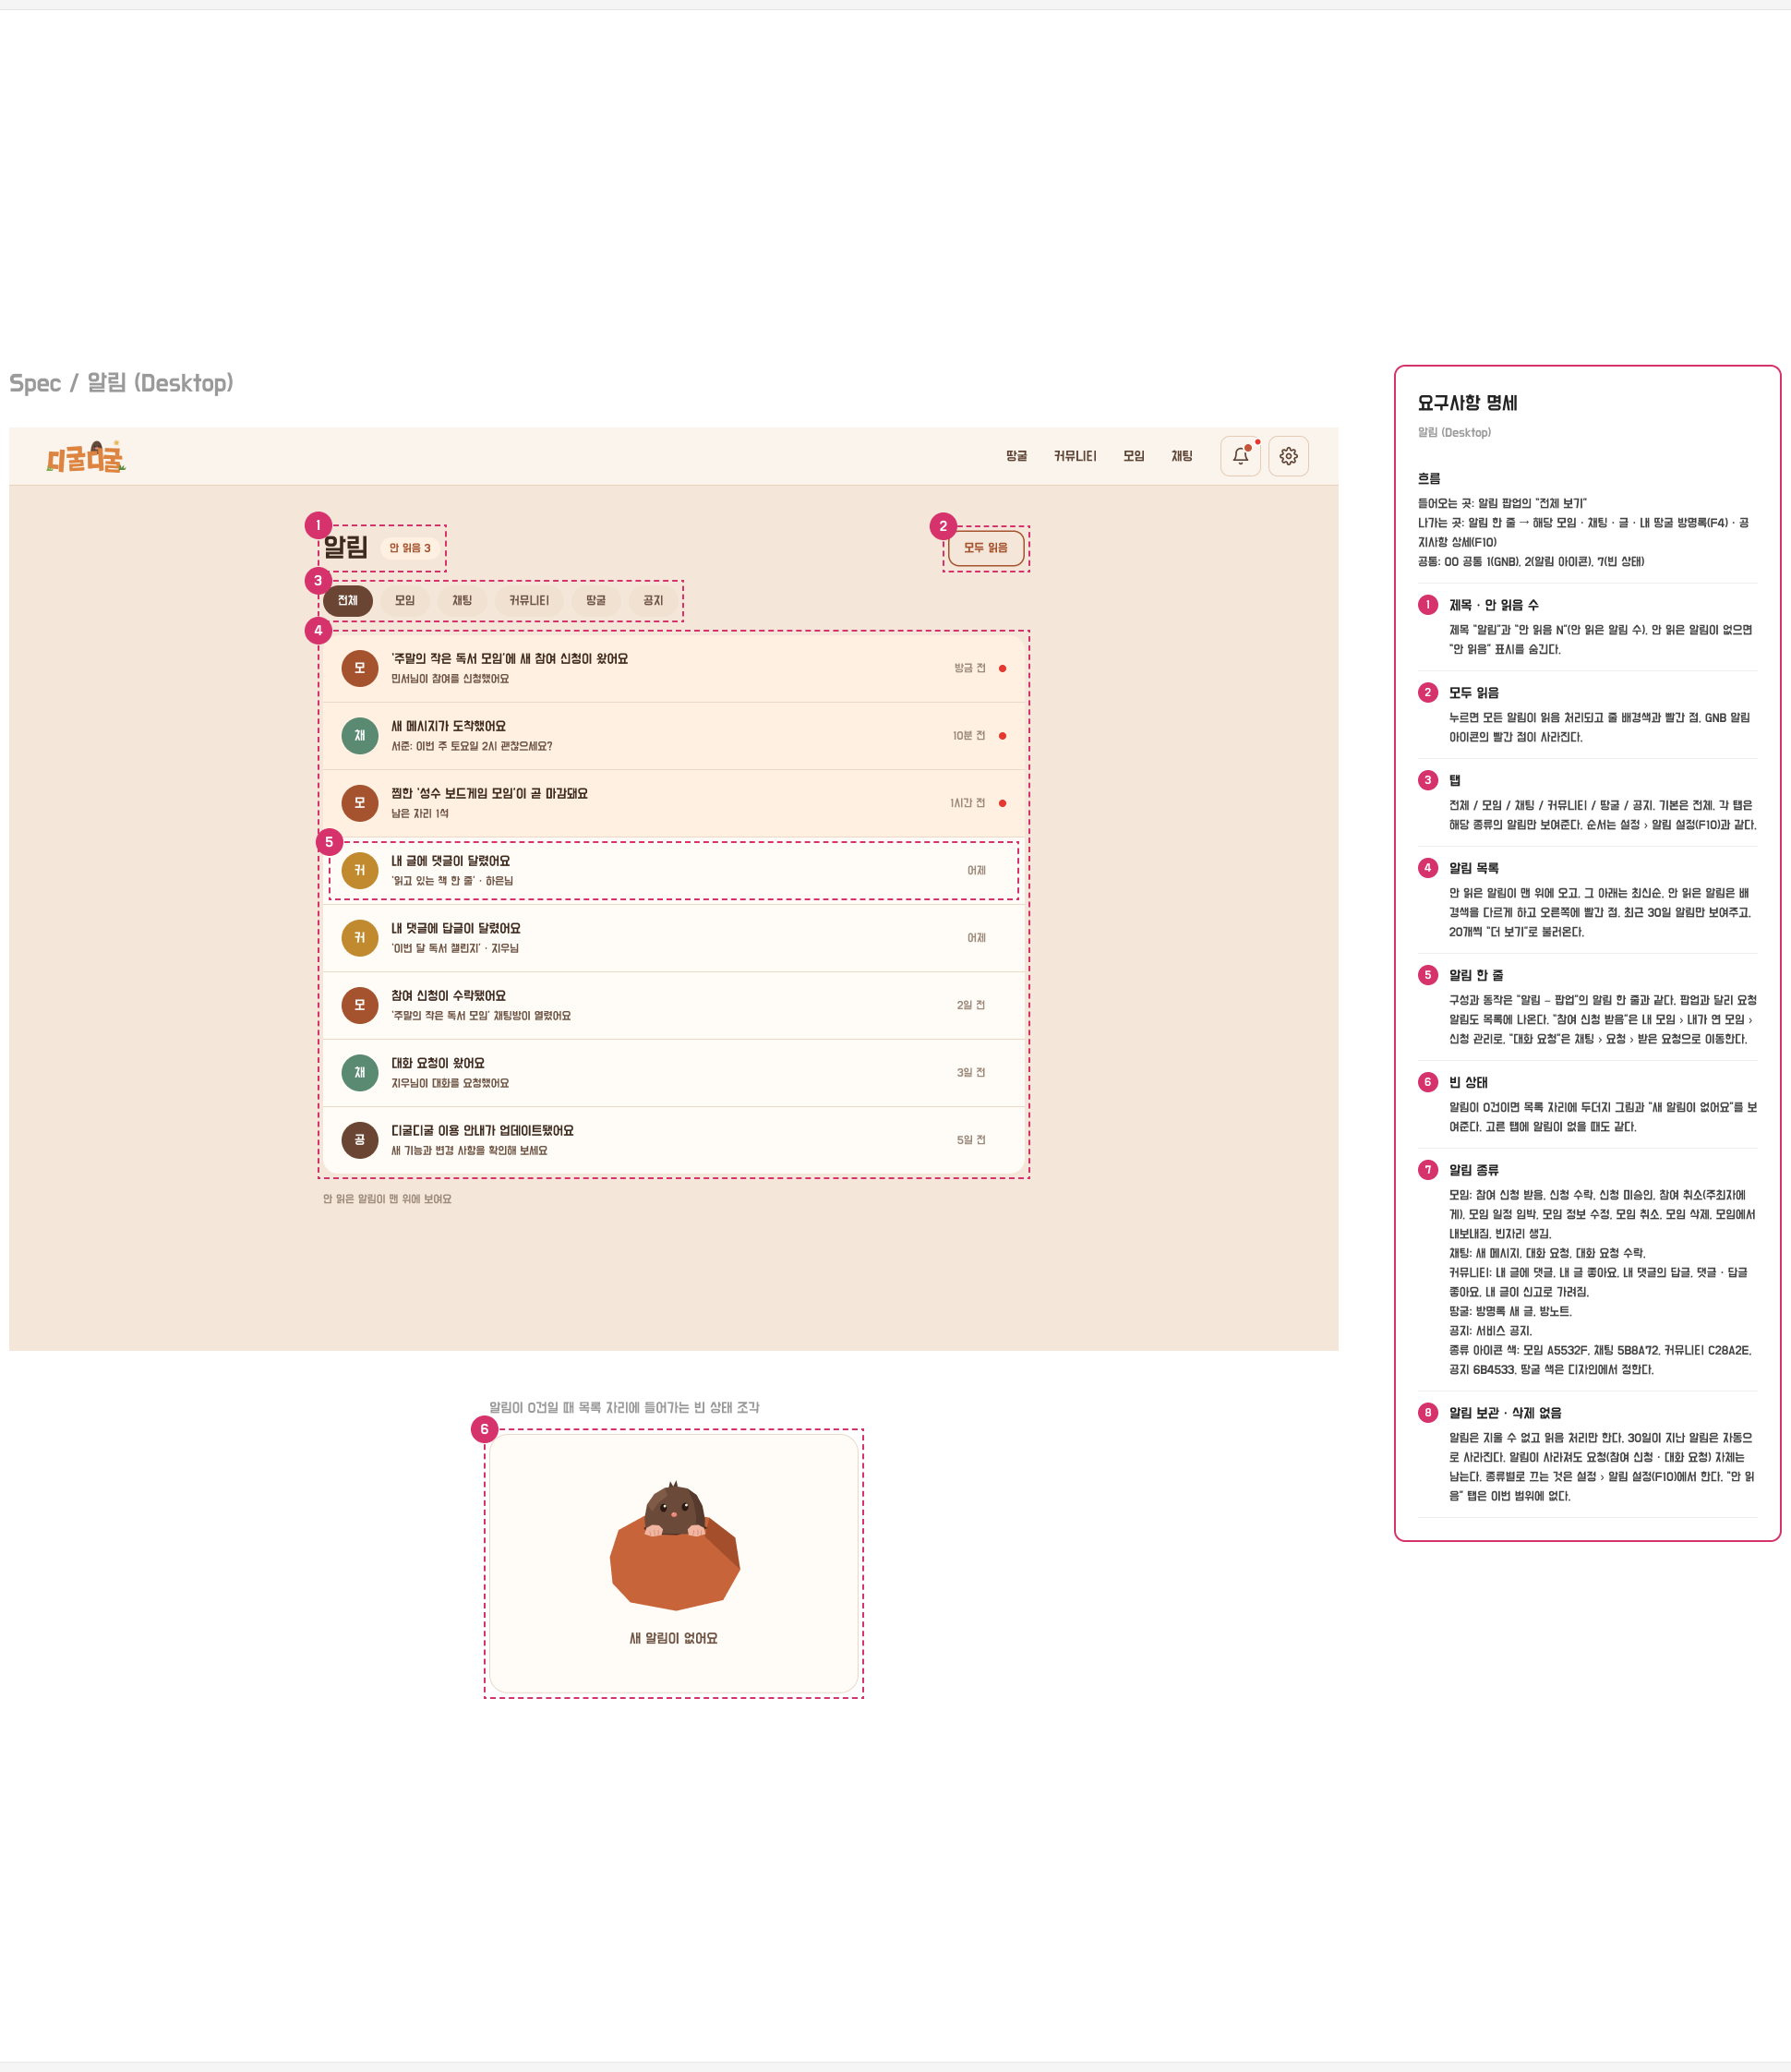 Spec / 알림 (Desktop)
디굴디굴
땅굴
커뮤니티
모임
채팅
1
알림
안 읽음 3
2
모두 읽음
3
전체
모임
채팅
커뮤니티
땅굴
공지
4
모
'주말의 작은 독서 모임'에 새 참여 신청이 왔어요
민서님이 참여를 신청했어요
방금 전
채
새 메시지가 도착했어요
서준: 이번 주 토요일 2시 괜찮으세요?
10분 전
모
찜한 '성수 보드게임 모임'이 곧 마감돼요
남은 자리 1석
1시간 전
5
커
내 글에 댓글이 달렸어요
'읽고 있는 책 한 줄' · 하은님
어제
커
내 댓글에 답글이 달렸어요
'이번 달 독서 챌린지' · 지우님
어제
모
참여 신청이 수락됐어요
'주말의 작은 독서 모임' 채팅방이 열렸어요
2일 전
채
대화 요청이 왔어요
지우님이 대화를 요청했어요
3일 전
공
디굴디굴 이용 안내가 업데이트됐어요
새 기능과 변경 사항을 확인해 보세요
5일 전
안 읽은 알림이 맨 위에 보여요
알림이 0건일 때 목록 자리에 들어가는 빈 상태 조각
6
새 알림이 없어요
요구사항 명세
알림 (Desktop)
흐름
들어오는 곳: 알림 팝업의 "전체 보기"
나가는 곳: 알림 한 줄 → 해당 모임 · 채팅 · 글 · 내 땅굴 방명록(F4) · 공
지사항 상세(F10)
공통: 00 공통 1(GNB), 2(알림 아이콘), 7(빈 상태)
1 제목 · 안 읽음 수
제목 "알림"과 "안 읽음 N"(안 읽은 알림 수). 안 읽은 알림이 없으면
"안 읽음" 표시를 숨긴다.
2 모두 읽음
누르면 모든 알림이 읽음 처리되고 줄 배경색과 빨간 점, GNB 알림
아이콘의 빨간 점이 사라진다.
3 탭
전체 / 모임 / 채팅 / 커뮤니티 / 땅굴 / 공지. 기본은 전체. 각 탭은
해당 종류의 알림만 보여준다. 순서는 설정 › 알림 설정(F10)과 같다.
4 알림 목록
안 읽은 알림이 맨 위에 오고, 그 아래는 최신순. 안 읽은 알림은 배
경색을 다르게 하고 오른쪽에 빨간 점. 최근 30일 알림만 보여주고,
20개씩 "더 보기"로 불러온다.
5 알림 한 줄
구성과 동작은 "알림 – 팝업"의 알림 한 줄과 같다. 팝업과 달리 요청
알림도 목록에 나온다. "참여 신청 받음"은 내 모임 › 내가 연 모임 ›
신청 관리로, "대화 요청"은 채팅 › 요청 › 받은 요청으로 이동한다.
6 빈 상태
알림이 0건이면 목록 자리에 두더지 그림과 "새 알림이 없어요"를 보
여준다. 고른 탭에 알림이 없을 때도 같다.
7 알림 종류
모임: 참여 신청 받음, 신청 수락, 신청 미승인, 참여 취소(주최자에
게), 모임 일정 임박, 모임 정보 수정, 모임 취소, 모임 삭제, 모임에서
내보내짐, 빈자리 생김.
채팅: 새 메시지, 대화 요청, 대화 요청 수락.
커뮤니티: 내 글에 댓글, 내 글 좋아요, 내 댓글의 답글, 댓글 · 답글
좋아요, 내 글이 신고로 가려짐.
땅굴: 방명록 새 글, 방노트.
공지: 서비스 공지.
종류 아이콘 색: 모임 A5532F, 채팅 5B8A72, 커뮤니티 C28A2E,
공지 6B4533. 땅굴 색은 디자인에서 정한다.
8 알림 보관 · 삭제 없음
알림은 지울 수 없고 읽음 처리만 한다. 30일이 지난 알림은 자동으
로 사라진다. 알림이 사라져도 요청(참여 신청 · 대화 요청) 자체는
남는다. 종류별로 끄는 것은 설정 › 알림 설정(F10)에서 한다. "안 읽
음" 탭은 이번 범위에 없다.